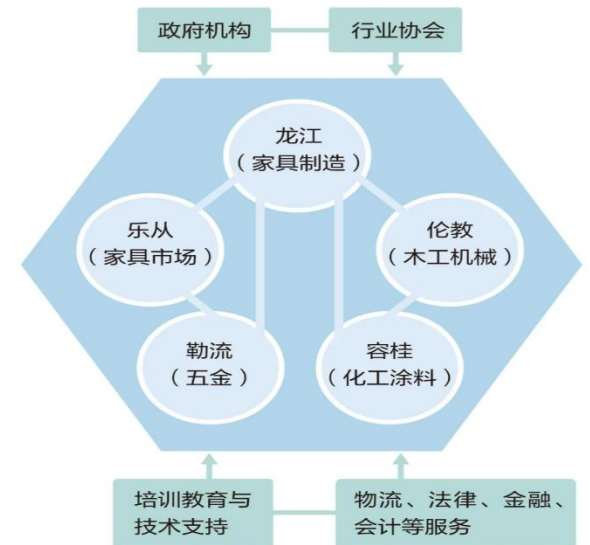 政府机构
行业协会
龙江
（家具制造）
乐从
（家具市场）
伦教
（木工机械）
勒流
（五金）
容桂
（化工涂料）
培训教育与
技术支持
物流、法律、金融、
会计等服务